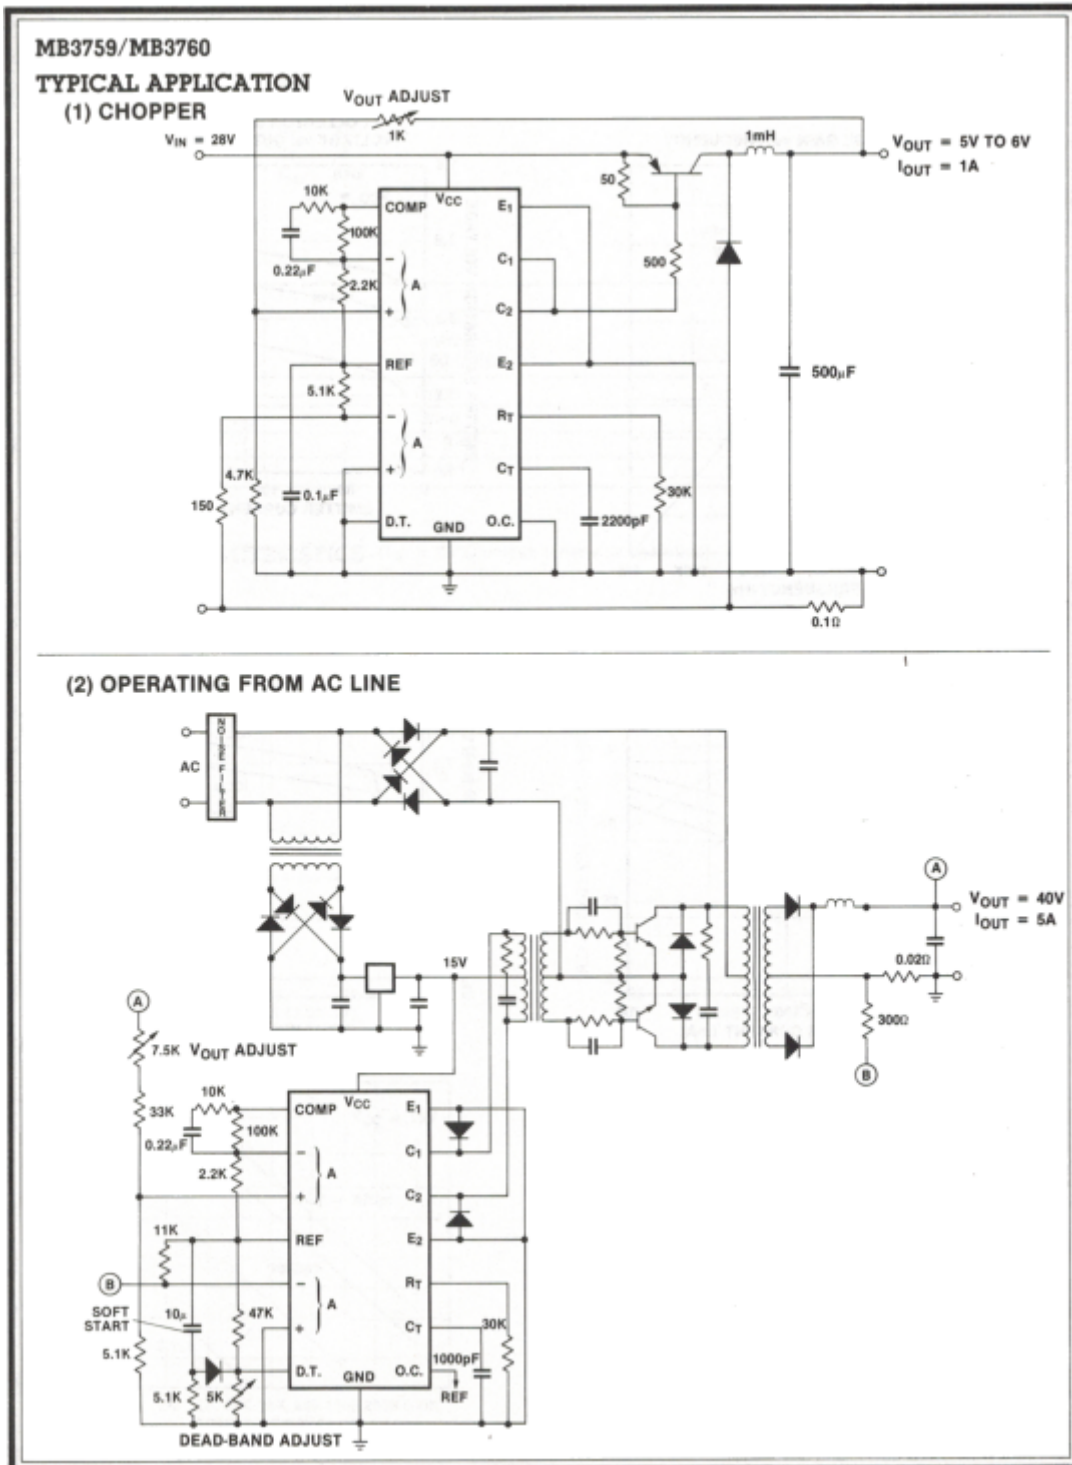 MB3759/MB3760
TYPICAL APPLICATION
(1) CHOPPER
VOUT ADJUST
1K
VIN = 28V
1mH
VOUT = 5V TO 6V
IOUT = 1A
50
10K
COMP
VCC
E1
100K
0.22μF
−
C1
500
2.2K
A
+
C2
REF
E2
500μF
5.1K
−
RT
A
4.7K
+
CT
150
0.1μF
30K
D.T.
GND
O.C.
2200pF
0.1Ω
(2) OPERATING FROM AC LINE
NOISE FILTER
AC
A
VOUT = 40V
IOUT = 5A
15V
0.02Ω
300Ω
B
A
7.5K
VOUT ADJUST
10K
COMP
VCC
E1
33K
100K
0.22μF
−
C1
2.2K
A
+
C2
11K
REF
E2
B
−
RT
SOFT
START
10μ
47K
A
+
CT
30K
5.1K
1000pF
D.T.
GND
O.C.
REF
5.1K
5K
DEAD-BAND ADJUST